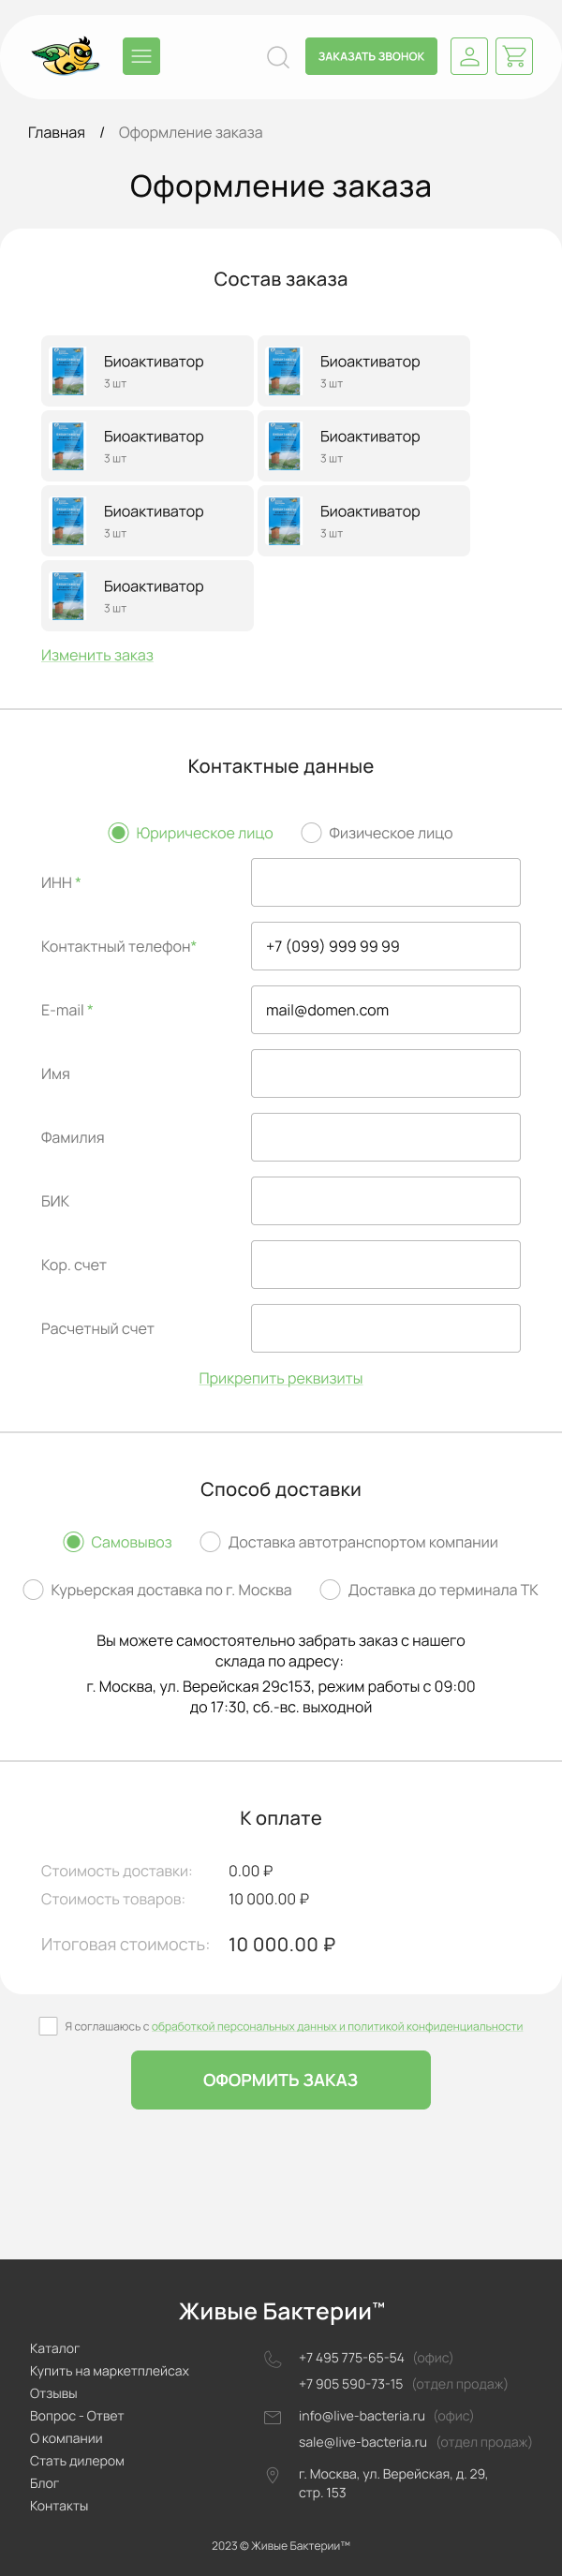 ЗАКАЗАТЬ ЗВОНОК
Главная / Оформление заказа
Оформление заказа
Состав заказа
Биоактиватор
3 шт
Биоактиватор
3 шт
Биоактиватор
3 шт
Биоактиватор
3 шт
Биоактиватор
3 шт
Биоактиватор
3 шт
Биоактиватор
3 шт
Изменить заказ
Контактные данные
Юририческое лицо
Физическое лицо
ИНН *
Контактный телефон*
+7 (099) 999 99 99
E-mail *
mail@domen.com
Имя
Фамилия
БИК
Кор. счет
Расчетный счет
Прикрепить реквизиты
Способ доставки
Самовывоз
Доставка автотранспортом компании
Курьерская доставка по г. Москва
Доставка до терминала ТК
Вы можете самостоятельно забрать заказ с нашего
склада по адресу:
г. Москва, ул. Верейская 29с153, режим работы с 09:00
до 17:30, сб.-вс. выходной
К оплате
Стоимость доставки: 0.00 ₽
Стоимость товаров: 10 000.00 ₽
Итоговая стоимость: 10 000.00 ₽
Я соглашаюсь с обработкой персональных данных и политикой конфиденциальности
ОФОРМИТЬ ЗАКАЗ
Живые Бактерии™
Каталог
Купить на маркетплейсах
Отзывы
Вопрос - Ответ
О компании
Стать дилером
Блог
Контакты
+7 495 775-65-54 (офис)
+7 905 590-73-15 (отдел продаж)
info@live-bacteria.ru (офис)
sale@live-bacteria.ru (отдел продаж)
г. Москва, ул. Верейская, д. 29,
стр. 153
2023 © Живые Бактерии™